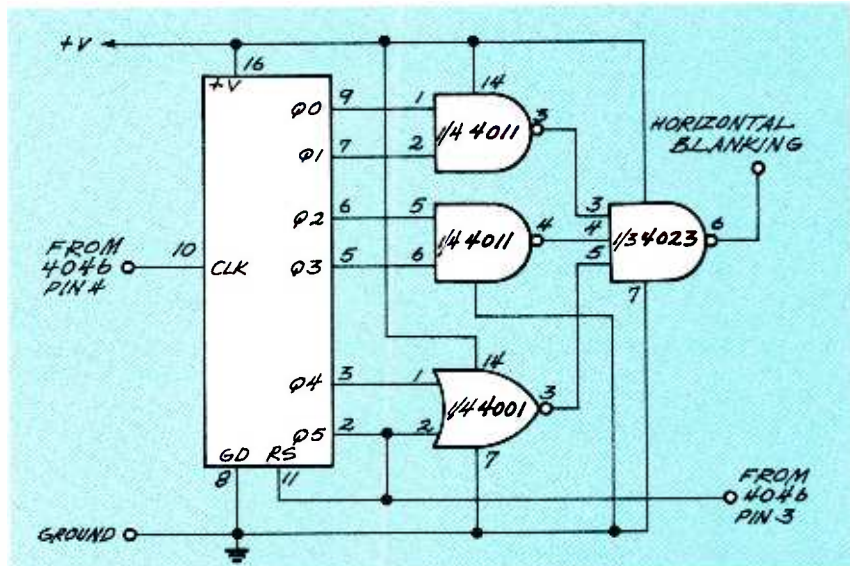 +V
16
+V
Q0
9
1
14
1/4 4011
3
Q1
7
2
HORIZONTAL
BLANKING
Q2
6
5
1/4 4011
4
3
4
5
1/3 4023
6
7
FROM
4046
PIN 4
10
CLK
Q3
5
6
Q4
3
1
14
1/4 4001
3
Q5
2
2
7
GD
RS
8
11
FROM
4046
PIN 3
GROUND